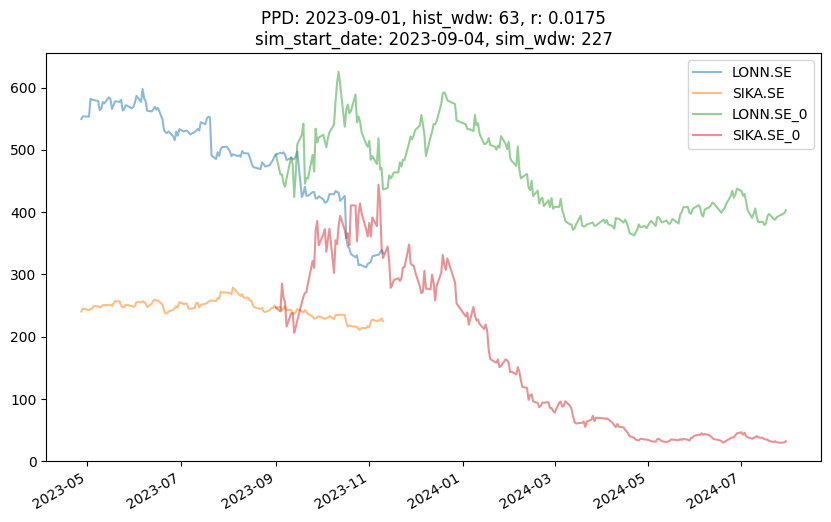 PPD: 2023-09-01, hist_wdw: 63, r: 0.0175
sim_start_date: 2023-09-04, sim_wdw: 227
LONN.SE
SIKA.SE
LONN.SE_0
SIKA.SE_0
600
500
400
300
200
100
0
2023-05
2023-07
2023-09
2023-11
2024-01
2024-03
2024-05
2024-07